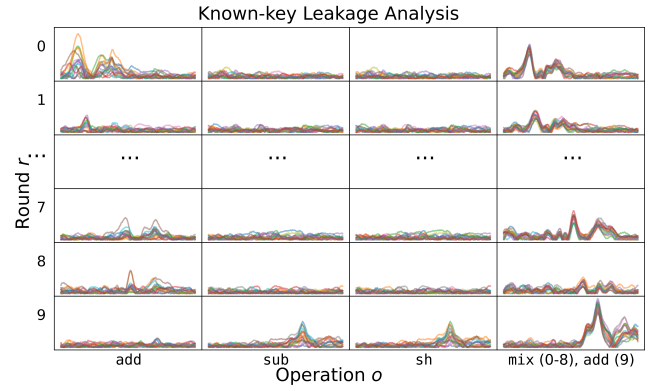 Known-key Leakage Analysis
Round r
0
1
... ... ... ... ...
7
8
9
add sub sh mix (0-8), add (9)
Operation o